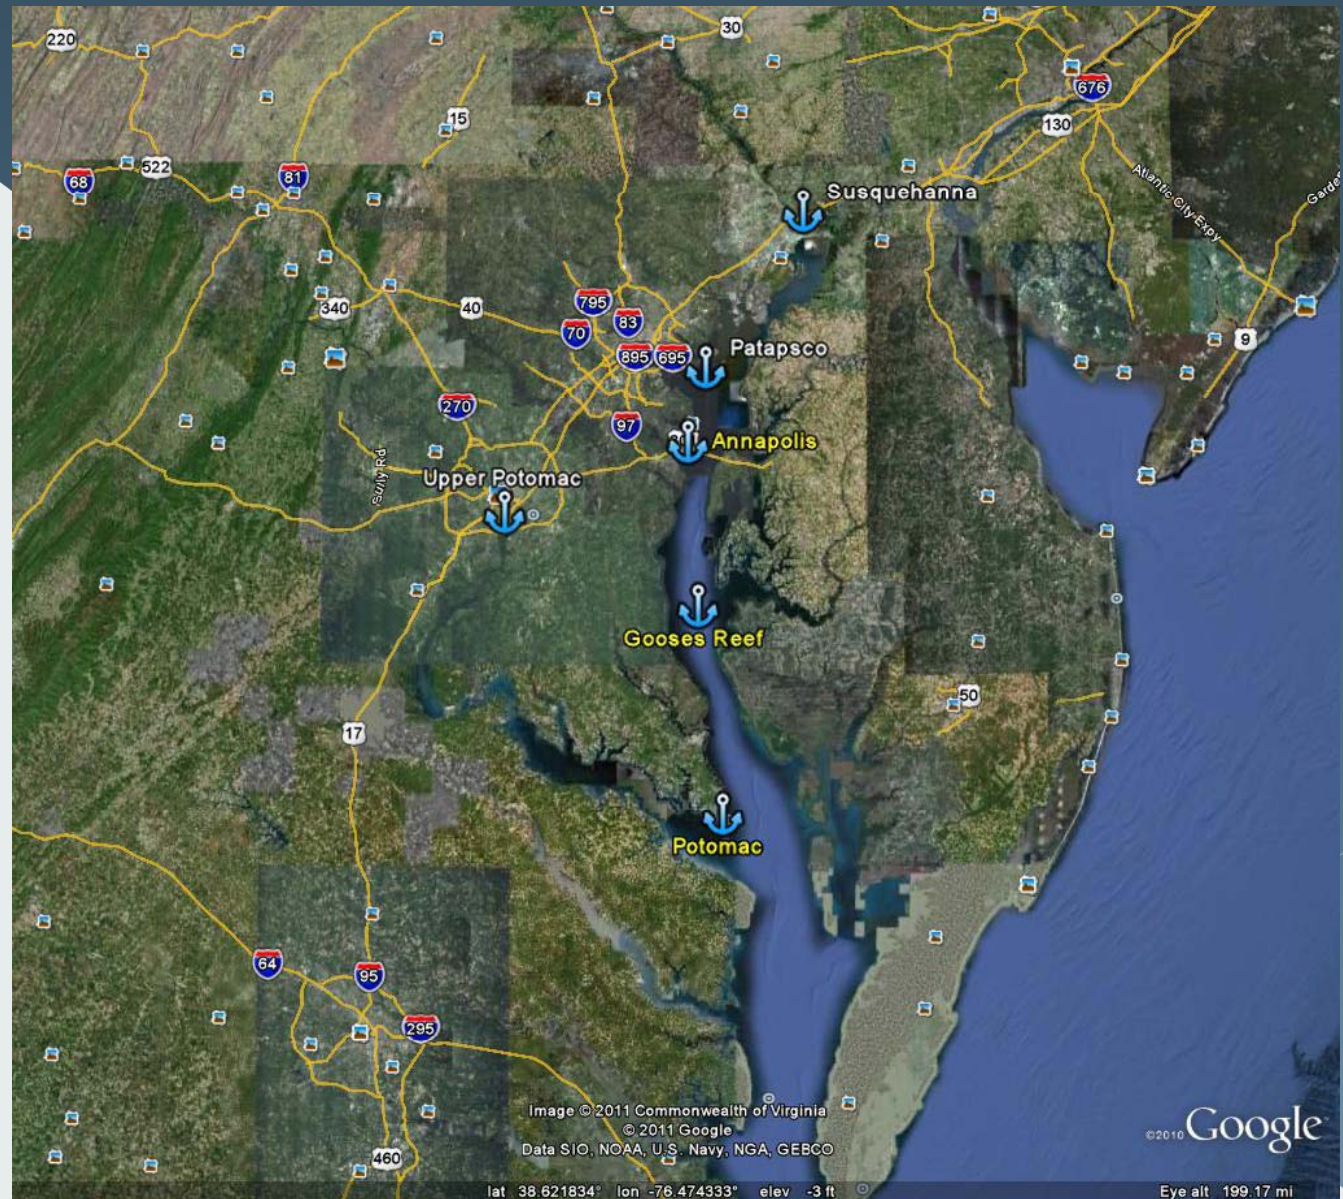 220
30
676
15
130
522
68
81
Susquehanna
Atlantic City Expy
Garde
795
340
40
83
70
9
Patapsco
895
695
270
97
Annapolis
Sully Rd
Upper Potomac
Gooses Reef
50
17
Potomac
64
95
295
Image © 2011 Commonwealth of Virginia
© 2011 Google
©2010 Google
Data SIO, NOAA, U.S. Navy, NGA, GEBCO
460
lat 38.621834° lon -76.474333° elev -3 ft
Eye alt 199.17 mi